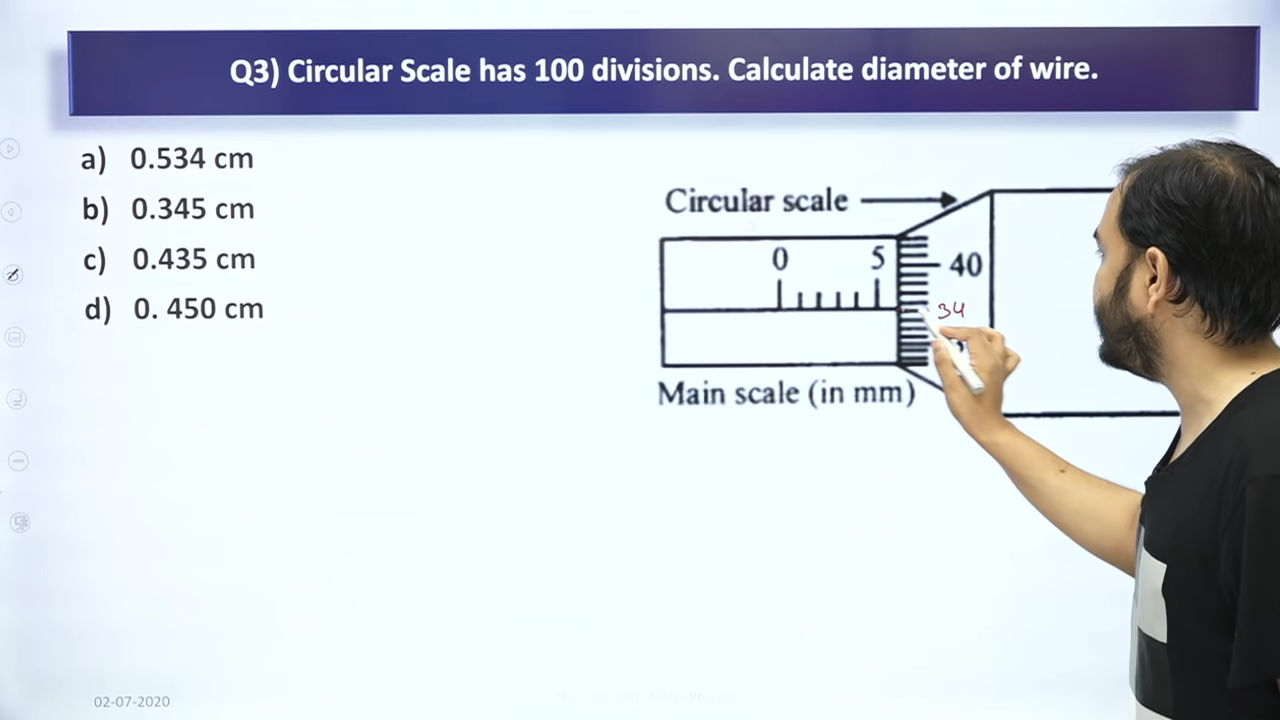 Q3) Circular Scale has 100 divisions. Calculate diameter of wire.
a) 0.534 cm
b) 0.345 cm
c) 0.435 cm
d) 0. 450 cm
Circular scale
0 5
40
34
Main scale (in mm)
02-07-2020